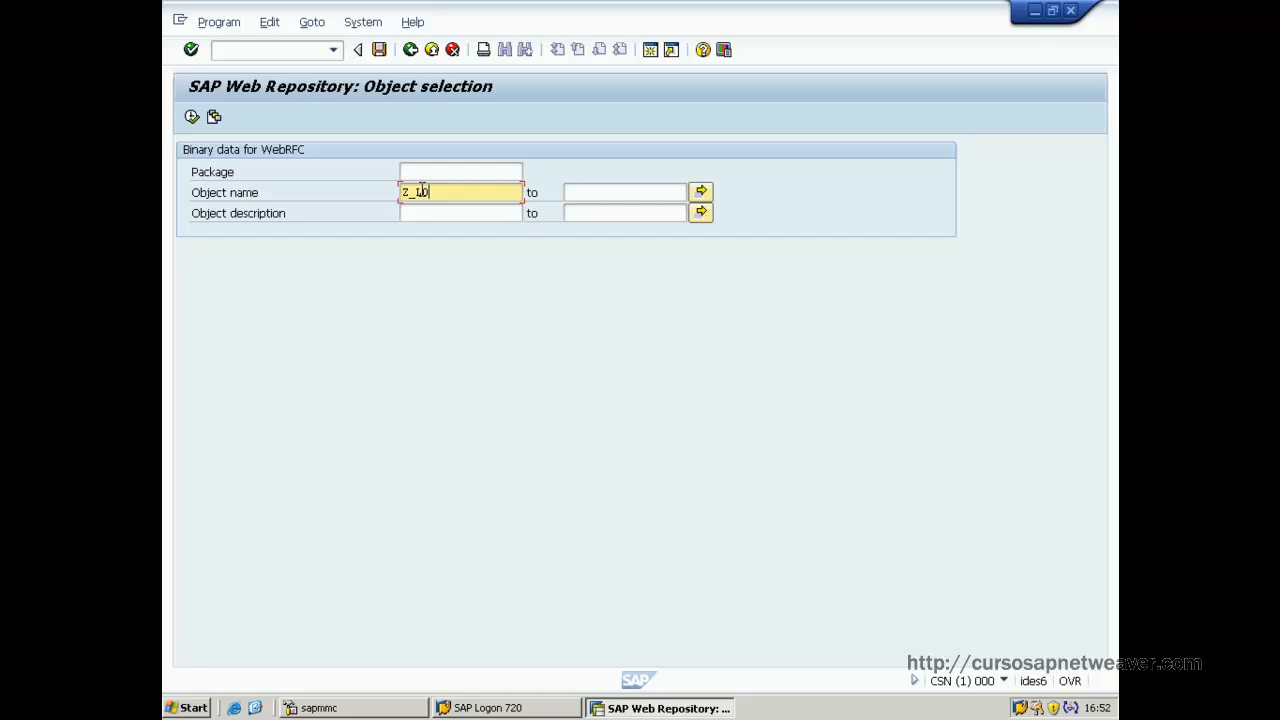 Program Edit Goto System Help
SAP Web Repository: Object selection
Binary data for WebRFC
Package
Object name Z_LO to
Object description to
http://cursosapnetweaver.com
SAP
CSN (1) 000 ides6 OVR
Start sapmmc SAP Logon 720 SAP Web Repository: ... 16:52